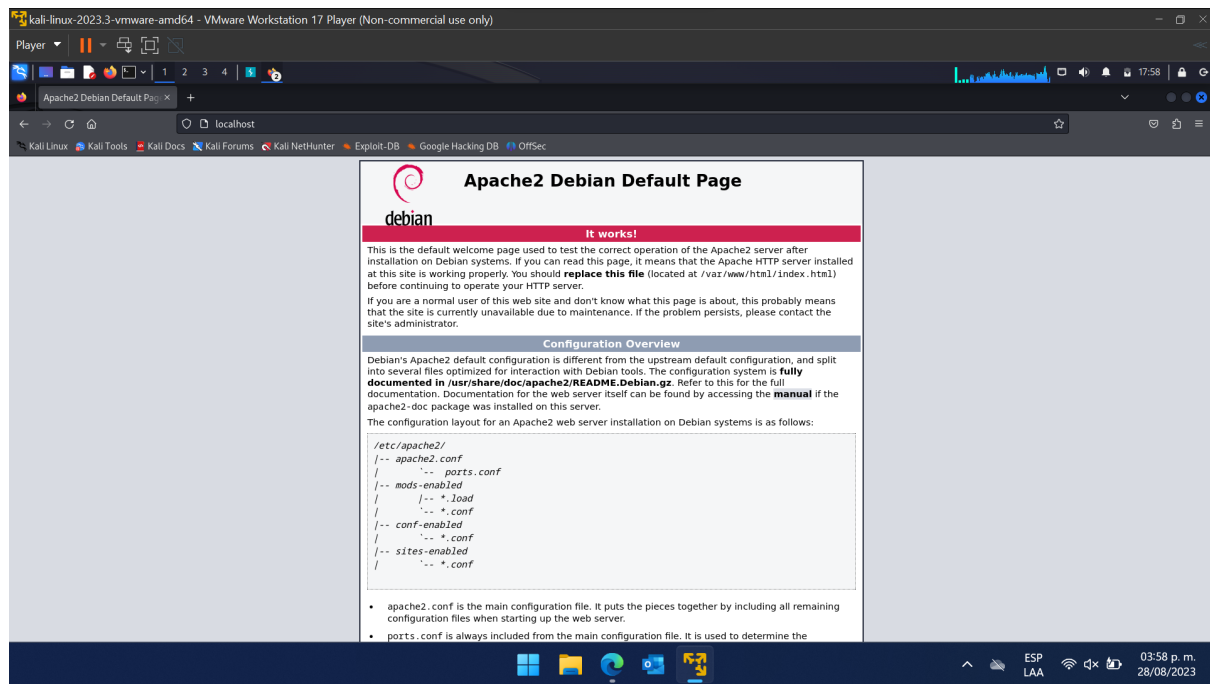 kali-linux-2023.3-vmware-amd64 - VMware Workstation 17 Player (Non-commercial use only)
Player
1 2 3 4
17:58
Apache2 Debian Default Pag
localhost
Kali Linux Kali Tools Kali Docs Kali Forums Kali NetHunter Exploit-DB Google Hacking DB OffSec
Apache2 Debian Default Page
debian
It works!
This is the default welcome page used to test the correct operation of the Apache2 server after
installation on Debian systems. If you can read this page, it means that the Apache HTTP server installed
at this site is working properly. You should replace this file (located at /var/www/html/index.html)
before continuing to operate your HTTP server.
If you are a normal user of this web site and don't know what this page is about, this probably means
that the site is currently unavailable due to maintenance. If the problem persists, please contact the
site's administrator.
Configuration Overview
Debian's Apache2 default configuration is different from the upstream default configuration, and split
into several files optimized for interaction with Debian tools. The configuration system is fully
documented in /usr/share/doc/apache2/README.Debian.gz. Refer to this for the full
documentation. Documentation for the web server itself can be found by accessing the manual if the
apache2-doc package was installed on this server.
The configuration layout for an Apache2 web server installation on Debian systems is as follows:
/etc/apache2/
|-- apache2.conf
|       `--  ports.conf
|-- mods-enabled
|       |-- *.load
|       `-- *.conf
|-- conf-enabled
|       `-- *.conf
|-- sites-enabled
|       `-- *.conf
• apache2.conf is the main configuration file. It puts the pieces together by including all remaining
configuration files when starting up the web server.
• ports.conf is always included from the main configuration file. It is used to determine the
ESP
LAA
03:58 p. m.
28/08/2023